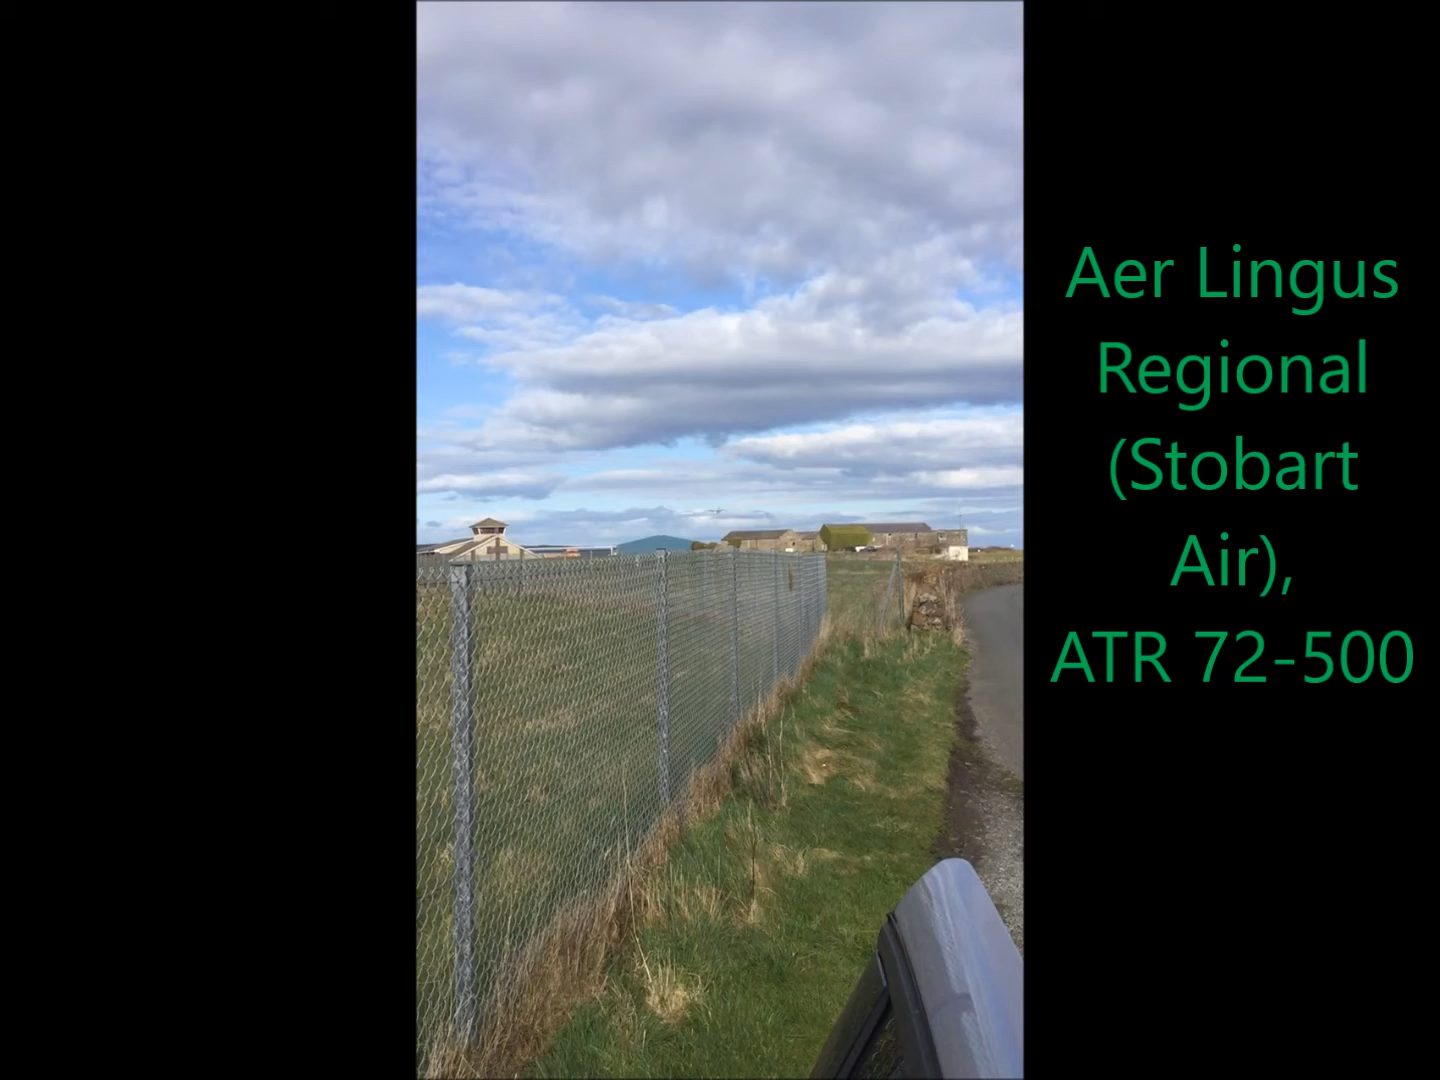 Aer Lingus
Regional
(Stobart
Air),
ATR 72-500